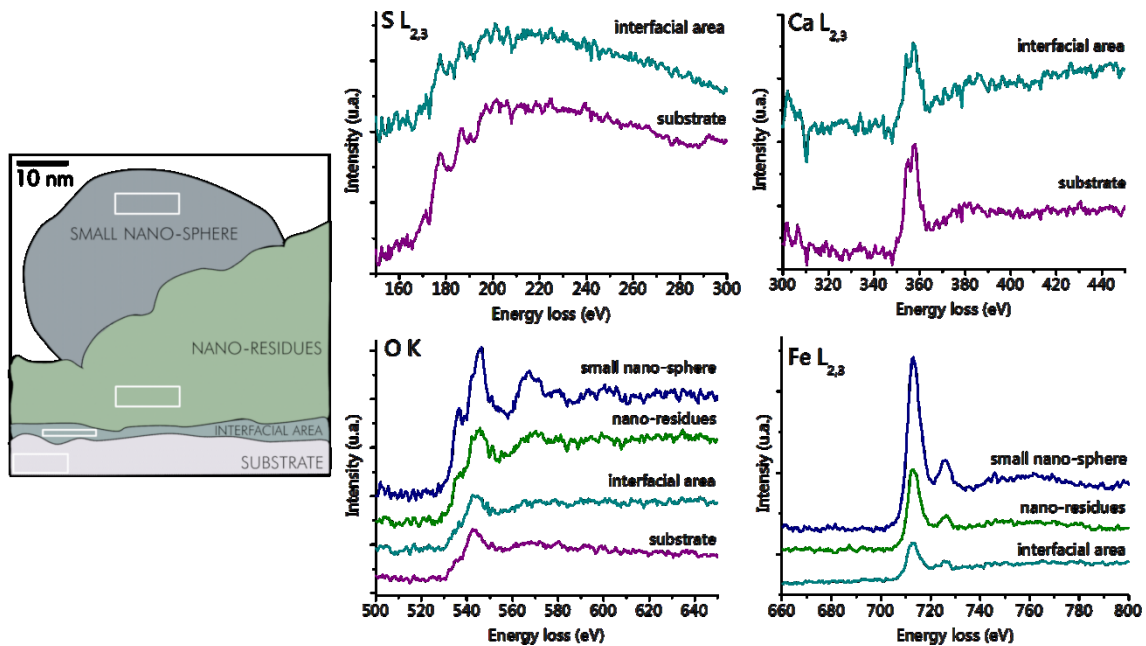 10 nm
SMALL NANO-SPHERE
NANO-RESIDUES
INTERFACIAL AREA
SUBSTRATE
S L2,3
interfacial area
substrate
Intensity (u.a.)
160 180 200 220 240 260 280 300
Energy loss (eV)
Ca L2,3
interfacial area
substrate
Intensity (u.a.)
300 320 340 360 380 400 420 440
Energy loss (eV)
O K
small nano-sphere
nano-residues
interfacial area
substrate
Intensity (u.a.)
500 520 540 560 580 600 620 640
Energy loss (eV)
Fe L2,3
small nano-sphere
nano-residues
interfacial area
Intensiy (u.a.)
660 680 700 720 740 760 780 800
Energy loss (eV)